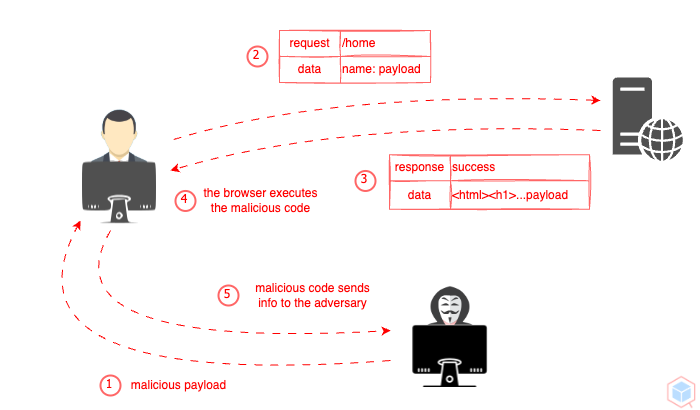 2
request /home
data name: payload
3
response success
data <html><h1>...payload
4
the browser executes
the malicious code
5
malicious code sends
info to the adversary
1
malicious payload